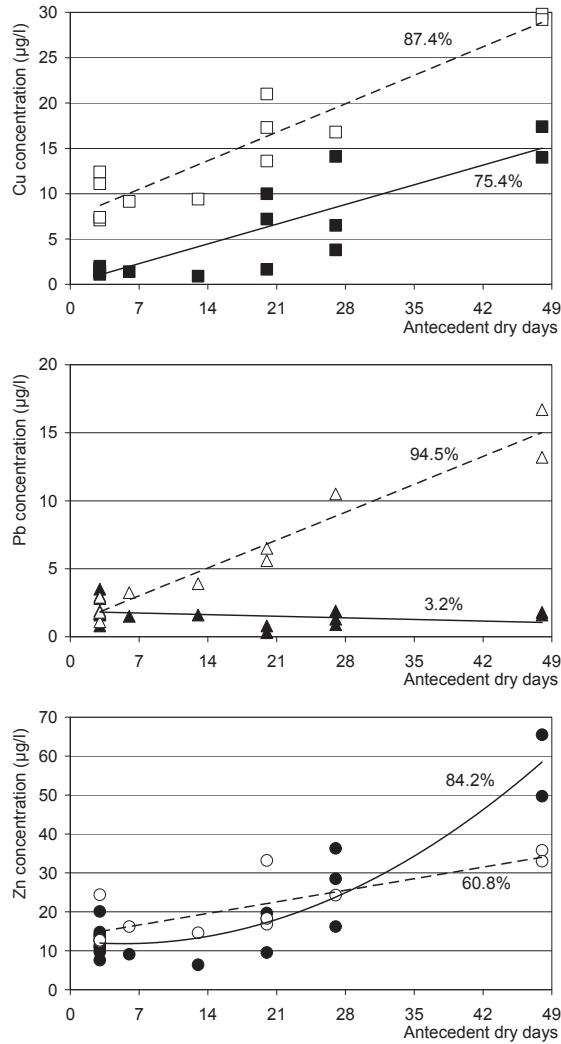 Cu concentration (µg/l)
30
25
20
15
10
5
0
87.4%
75.4%
0 7 14 21 28 35 42 49
Antecedent dry days
Pb concentration (µg/l)
20
15
10
5
0
94.5%
3.2%
0 7 14 21 28 35 42 49
Antecedent dry days
Zn concentration (µg/l)
70
60
50
40
30
20
10
0
84.2%
60.8%
0 7 14 21 28 35 42 49
Antecedent dry days